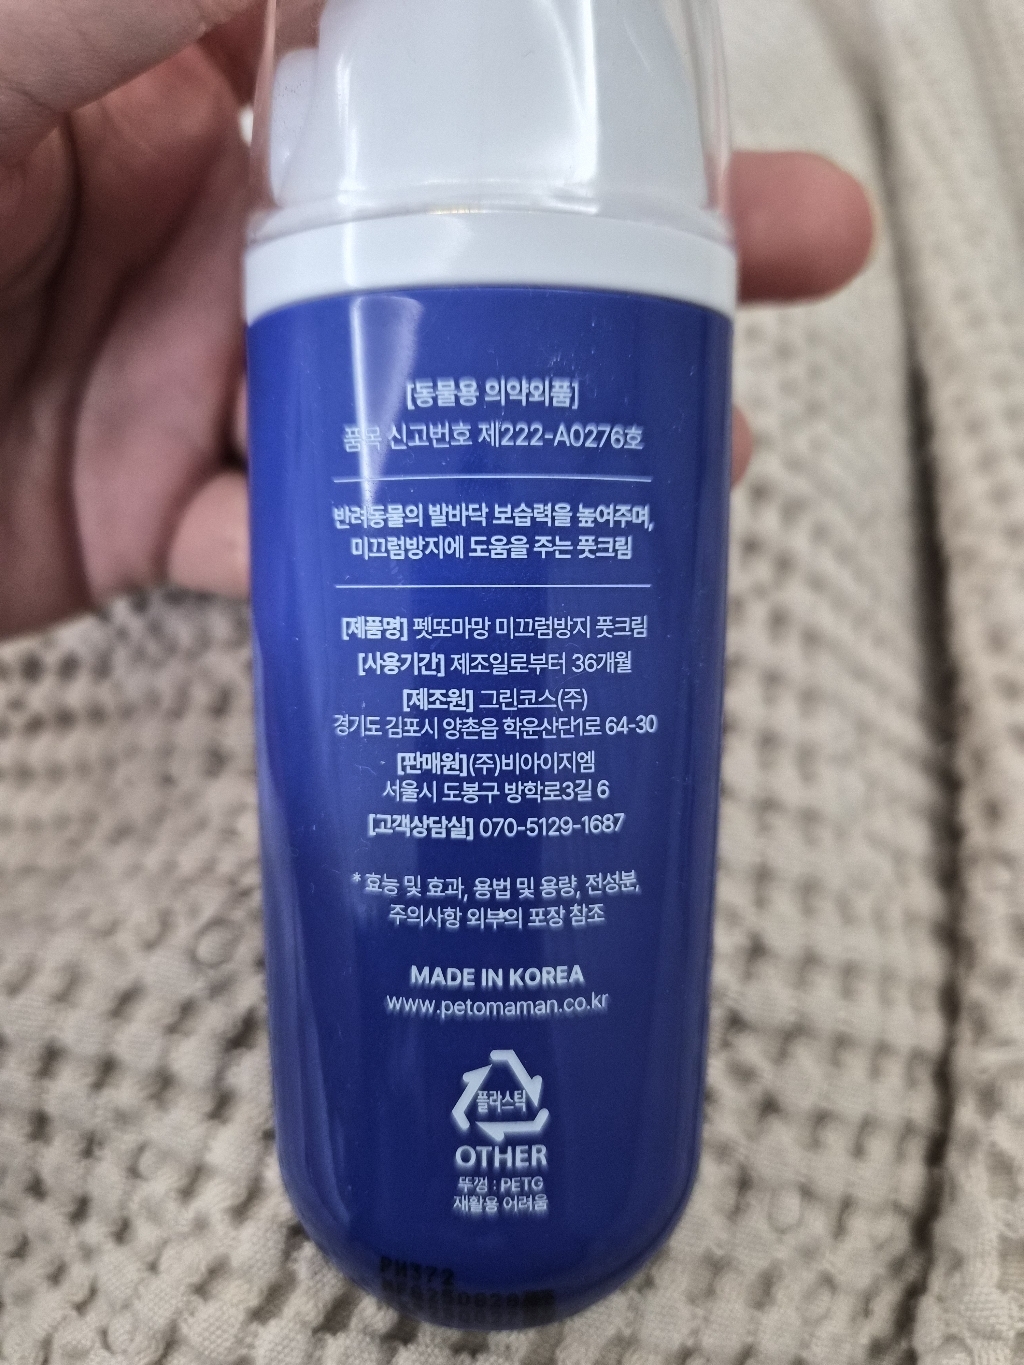 [동물용 의약외품]
품목 신고번호 제222-A0276호
반려동물의 발바닥 보습력을 높여주며,
미끄럼방지에 도움을 주는 풋크림
[제품명] 펫또마망 미끄럼방지 풋크림
[사용기간] 제조일로부터 36개월
[제조원] 그린코스(주)
경기도 김포시 양촌읍 학운산단1로 64-30
[판매원](주)비아이지엠
서울시 도봉구 방학로3길 6
[고객상담실] 070-5129-1687
* 효능 및 효과, 용법 및 용량, 전성분,
주의사항 외부의 포장 참조
MADE IN KOREA
www.petomaman.co.kr
플라스틱
OTHER
뚜껑 : PETG
재활용 어려움